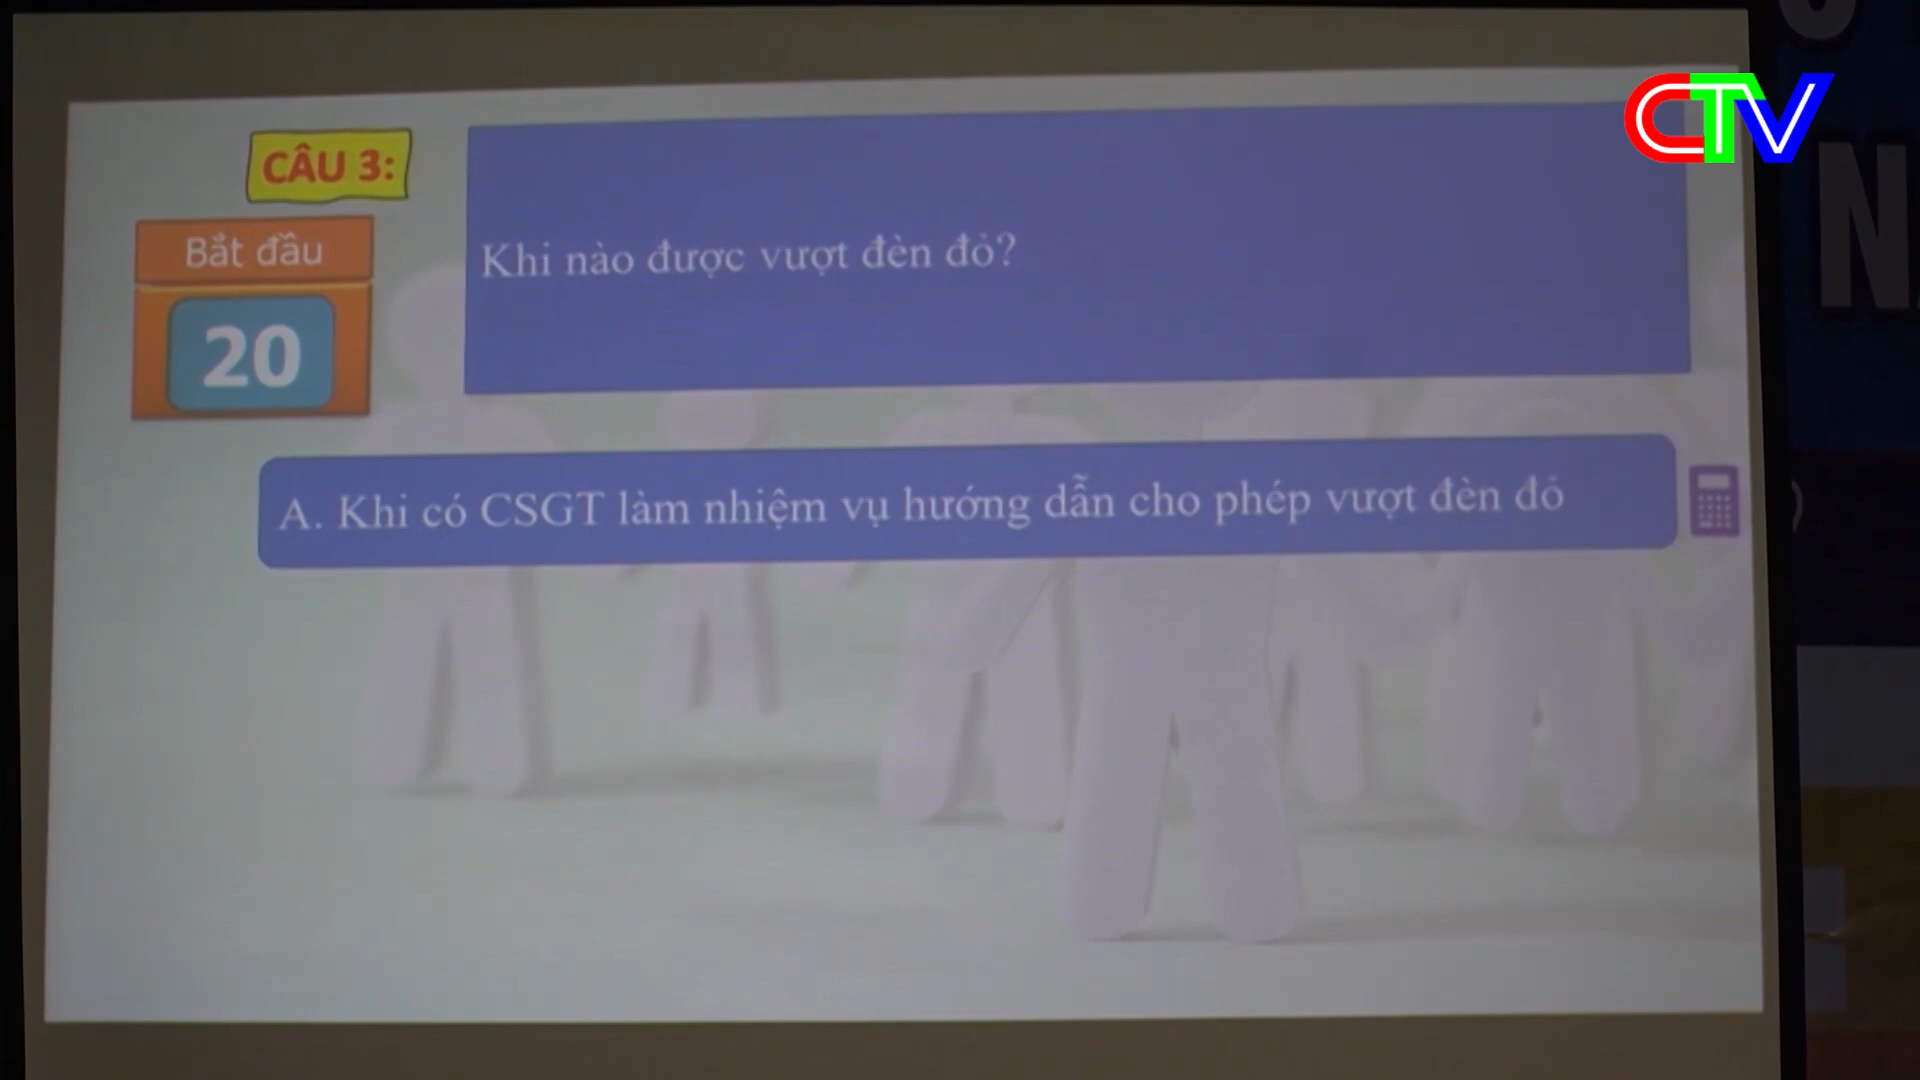 CTV
CÂU 3:
Bắt đầu
20
Khi nào được vượt đèn đỏ?
A. Khi có CSGT làm nhiệm vụ hướng dẫn cho phép vượt đèn đỏ
N